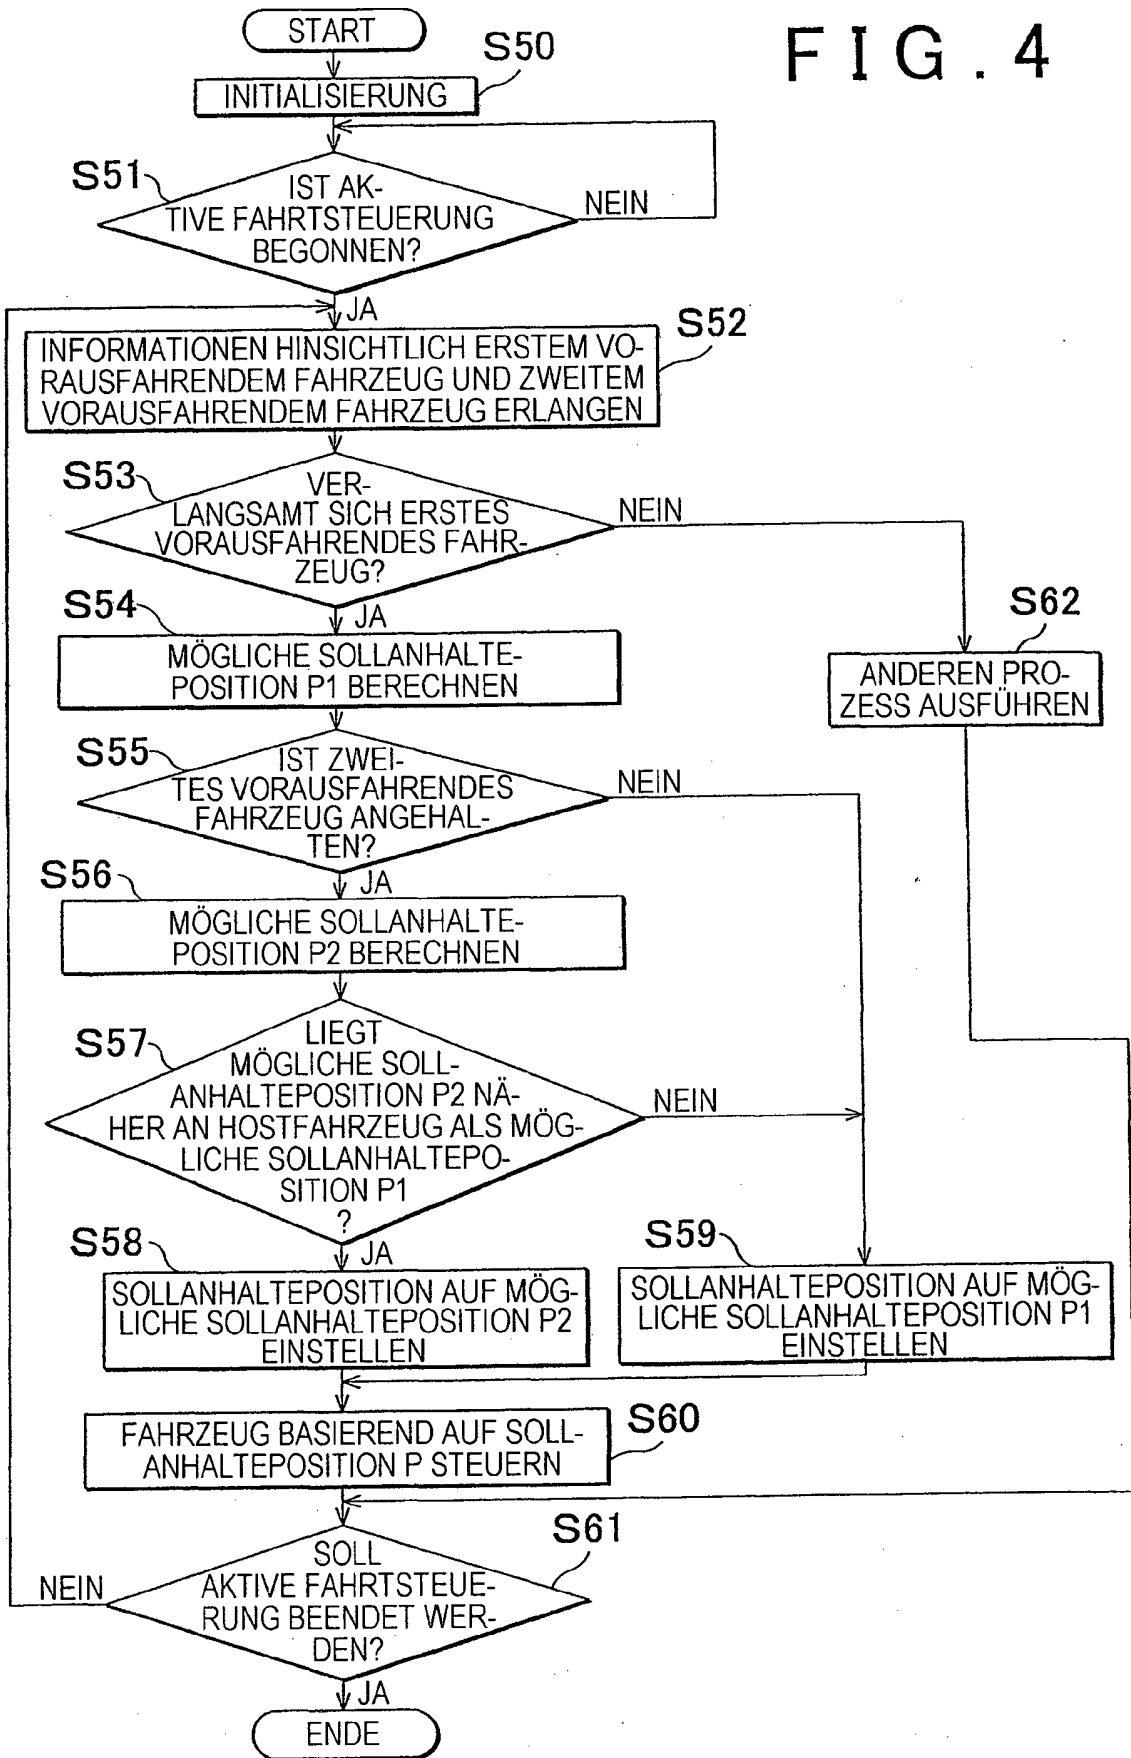 FIG. 4
START
S50
INITIALISIERUNG
S51
IST AK-
TIVE FAHRTSTEUERUNG
BEGONNEN?
NEIN
JA
S52
INFORMATIONEN HINSICHTLICH ERSTEM VO-
RAUSFAHRENDEM FAHRZEUG UND ZWEITEM
VORAUSFAHRENDEM FAHRZEUG ERLANGEN
S53
VER-
LANGSAMT SICH ERSTES
VORAUSFAHRENDES FAHR-
ZEUG?
NEIN
JA
S54
MÖGLICHE SOLLANHALTE-
POSITION P1 BERECHNEN
S62
ANDEREN PRO-
ZESS AUSFÜHREN
S55
IST ZWEI-
TES VORAUSFAHRENDES
FAHRZEUG ANGEHAL-
TEN?
NEIN
JA
S56
MÖGLICHE SOLLANHALTE-
POSITION P2 BERECHNEN
S57
LIEGT
MÖGLICHE SOLL-
ANHALTEPOSITION P2 NÄ-
HER AN HOSTFAHRZEUG ALS MÖG-
LICHE SOLLANHALTEPO-
SITION P1
?
NEIN
JA
S58
SOLLANHALTEPOSITION AUF MÖG-
LICHE SOLLANHALTEPOSITION P2
EINSTELLEN
S59
SOLLANHALTEPOSITION AUF MÖG-
LICHE SOLLANHALTEPOSITION P1
EINSTELLEN
S60
FAHRZEUG BASIEREND AUF SOLL-
ANHALTEPOSITION P STEUERN
S61
SOLL
AKTIVE FAHRTSTEUE-
RUNG BEENDET WER-
DEN?
NEIN
JA
ENDE